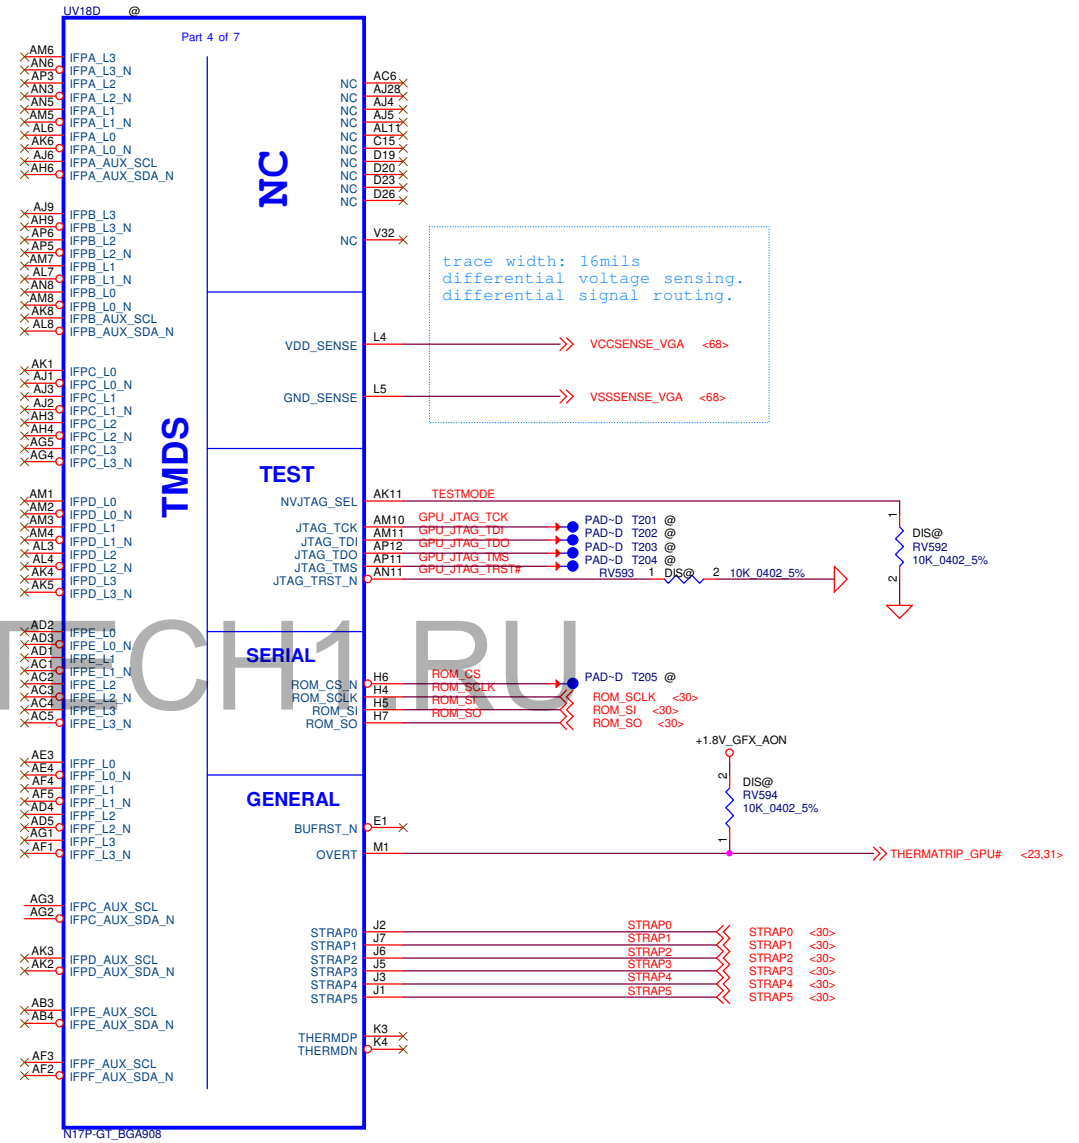 UV18D @
Part 4 of 7
AM6 IFPA_L3
AN6 IFPA_L3_N
AP3 IFPA_L2
AN3 IFPA_L2_N
AN5 IFPA_L1
AM5 IFPA_L1_N
AL6 IFPA_L0
AK6 IFPA_L0_N
AJ6 IFPA_AUX_SCL
AH6 IFPA_AUX_SDA_N
AJ9 IFPB_L3
AH9 IFPB_L3_N
AP6 IFPB_L2
AP5 IFPB_L2_N
AM7 IFPB_L1
AL7 IFPB_L1_N
AN8 IFPB_L0
AM8 IFPB_L0_N
AK8 IFPB_AUX_SCL
AL8 IFPB_AUX_SDA_N
AK1 IFPC_L0
AJ1 IFPC_L0_N
AJ3 IFPC_L1
AJ2 IFPC_L1_N
AH3 IFPC_L2
AH4 IFPC_L2_N
AG5 IFPC_L3
AG4 IFPC_L3_N
AM1 IFPD_L0
AM2 IFPD_L0_N
AM3 IFPD_L1
AM4 IFPD_L1_N
AL3 IFPD_L2
AL4 IFPD_L2_N
AK4 IFPD_L3
AK5 IFPD_L3_N
AD2 IFPE_L0
AD3 IFPE_L0_N
AD1 IFPE_L1
AC1 IFPE_L1_N
AC2 IFPE_L2
AC3 IFPE_L2_N
AC4 IFPE_L3
AC5 IFPE_L3_N
AE3 IFPF_L0
AE4 IFPF_L0_N
AF4 IFPF_L1
AF5 IFPF_L1_N
AD4 IFPF_L2
AD5 IFPF_L2_N
AG1 IFPF_L3
AF1 IFPF_L3_N
AG3 IFPC_AUX_SCL
AG2 IFPC_AUX_SDA_N
AK3 IFPD_AUX_SCL
AK2 IFPD_AUX_SDA_N
AB3 IFPE_AUX_SCL
AB4 IFPE_AUX_SDA_N
AF3 IFPF_AUX_SCL
AF2 IFPF_AUX_SDA_N
TMDS
NC
NC AC6
NC AJ28
NC AJ4
NC AJ5
NC AL11
NC C15
NC D19
NC D20
NC D23
NC D26
NC V32
trace width: 16mils
differential voltage sensing.
differential signal routing.
VDD_SENSE L4 VCCSENSE_VGA <68>
GND_SENSE L5 VSSSENSE_VGA <68>
TEST
NVJTAG_SEL AK11 TESTMODE
JTAG_TCK AM10 GPU_JTAG_TCK PAD~D T201 @
JTAG_TDI AM11 GPU_JTAG_TDI PAD~D T202 @
JTAG_TDO AP12 GPU_JTAG_TDO PAD~D T203 @
JTAG_TMS AP11 GPU_JTAG_TMS PAD~D T204 @
JTAG_TRST_N AN11 GPU_JTAG_TRST# RV593 1 DIS@ 2 10K_0402_5%
1
DIS@
RV592
10K_0402_5%
2
TECH1.RU
SERIAL
ROM_CS_N H6 ROM_CS PAD~D T205 @
ROM_SCLK H4 ROM_SCLK ROM_SCLK <30>
ROM_SI H5 ROM_SI ROM_SI <30>
ROM_SO H7 ROM_SO ROM_SO <30>
+1.8V_GFX_AON
2
DIS@
RV594
10K_0402_5%
1
GENERAL
BUFRST_N E1
OVERT M1 THERMATRIP_GPU# <23,31>
STRAP0 J2 STRAP0 STRAP0 <30>
STRAP1 J7 STRAP1 STRAP1 <30>
STRAP2 J6 STRAP2 STRAP2 <30>
STRAP3 J5 STRAP3 STRAP3 <30>
STRAP4 J3 STRAP4 STRAP4 <30>
STRAP5 J1 STRAP5 STRAP5 <30>
THERMDP K3
THERMDN K4
N17P-GT_BGA908